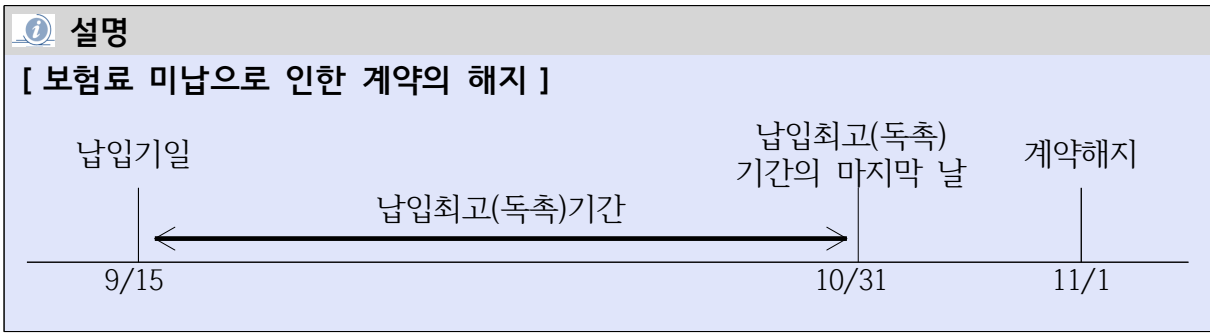 설명
[ 보험료 미납으로 인한 계약의 해지 ]
납입기일
납입최고(독촉)기간
납입최고(독촉)
기간의 마지막 날
계약해지
9/15
10/31
11/1